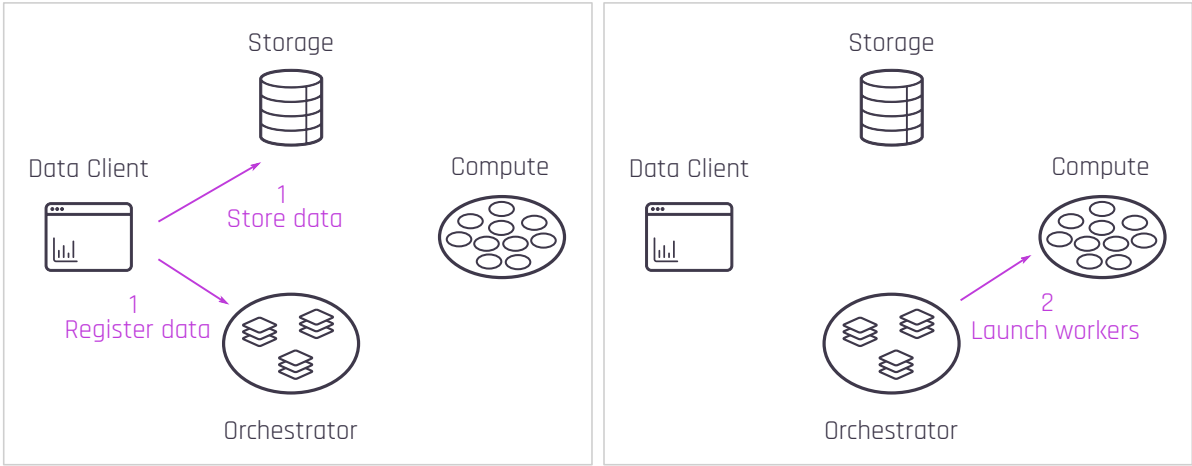 Storage
Data Client
Compute
1
Store data
1
Register data
Orchestrator
Storage
Data Client
Compute
2
Launch workers
Orchestrator